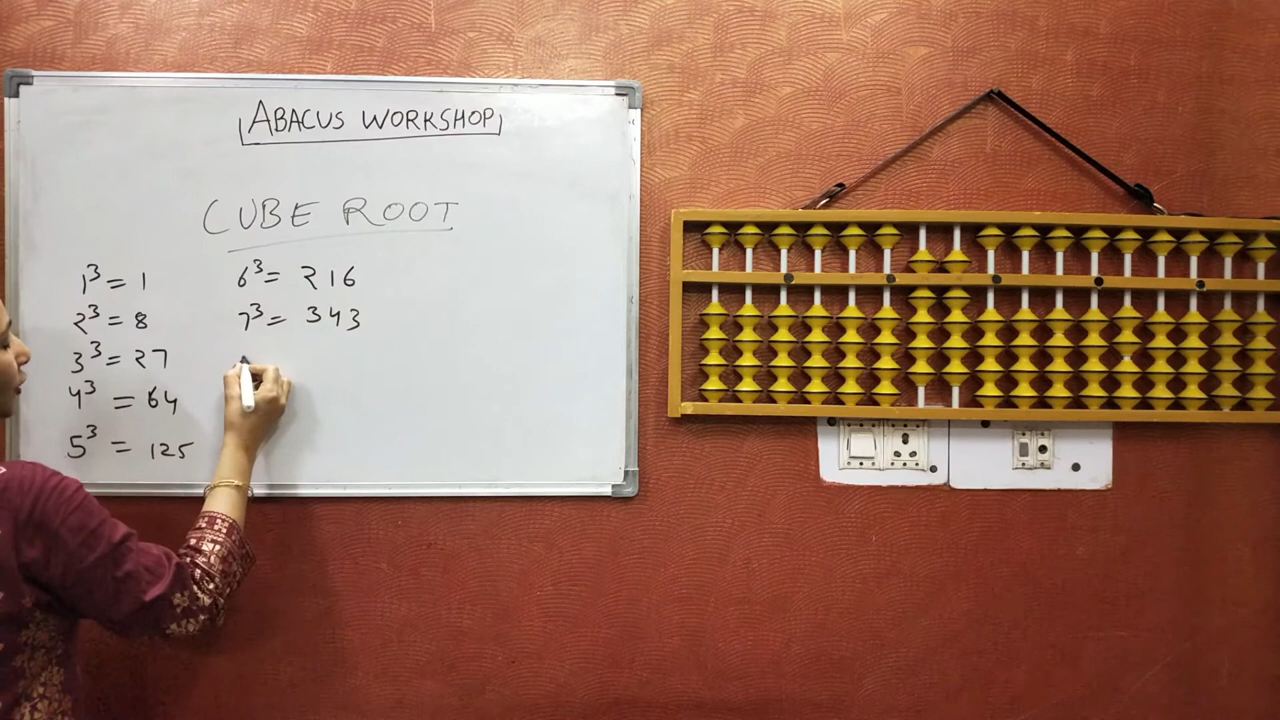 ABACUS WORKSHOP
CUBE ROOT
1³ = 1
2³ = 8
3³ = 27
4³ = 64
5³ = 125
6³ = 216
7³ = 343